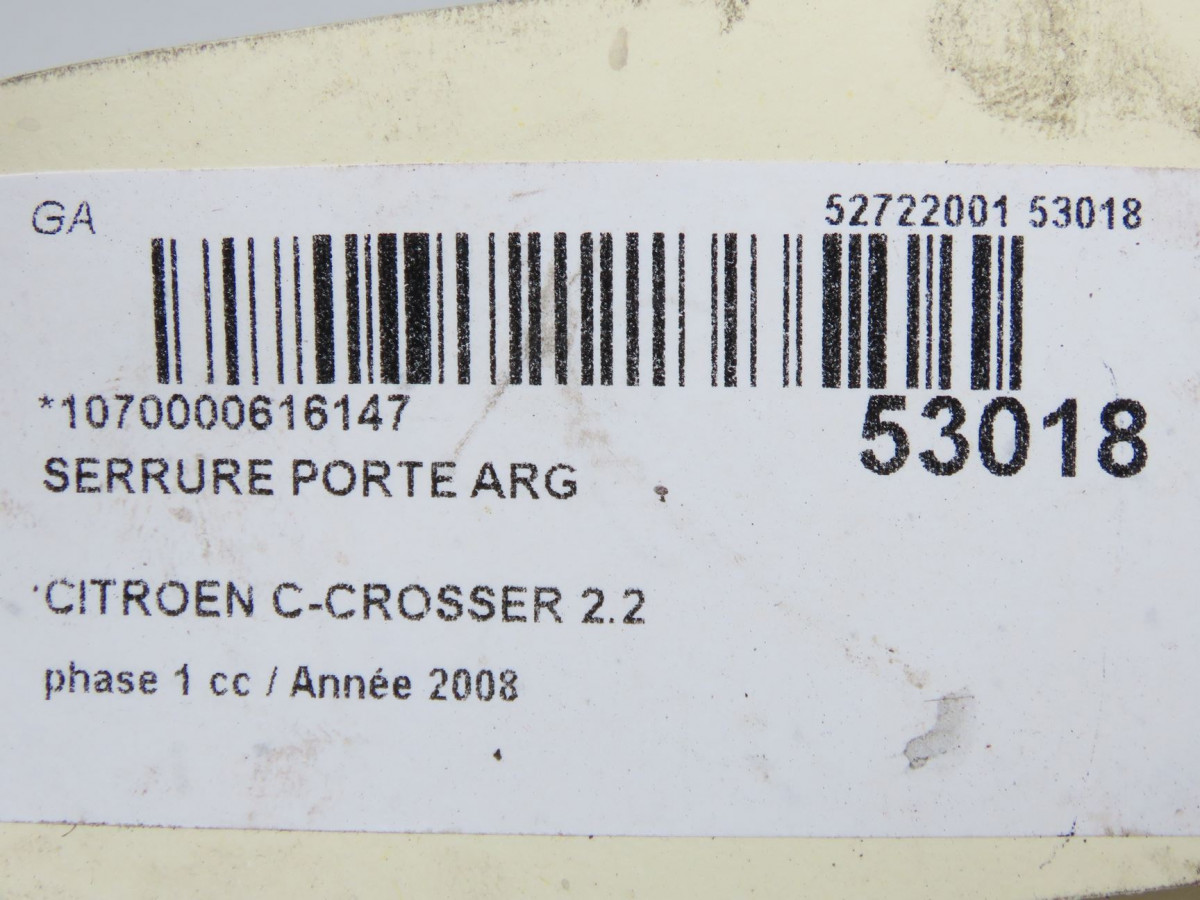 GA
52722001 53018
*1070000616147
53018
SERRURE PORTE ARG
CITROEN C-CROSSER 2.2
phase 1 cc / Année 2008